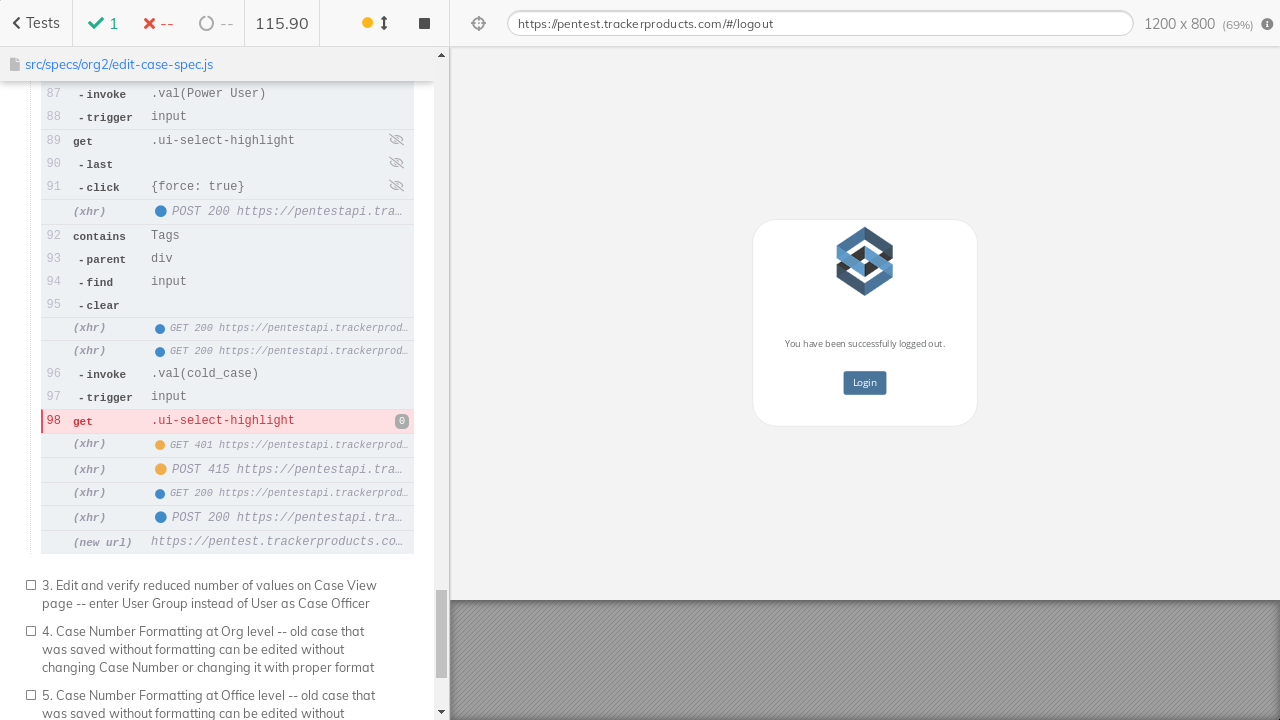 Tests 1 -- -- 115.90 https://pentest.trackerproducts.com/#/logout 1200 x 800 (69%)
src/specs/org2/edit-case-spec.js
87 - invoke .val(Power User)
88 - trigger input
89 get .ui-select-highlight
90 - last
91 - click {force: true}
(xhr) POST 200 https://pentestapi.tra…
92 contains Tags
93 - parent div
94 - find input
95 - clear
(xhr) GET 200 https://pentestapi.trackerprod…
(xhr) GET 200 https://pentestapi.trackerprod…
96 - invoke .val(cold_case)
97 - trigger input
98 get .ui-select-highlight 0
(xhr) GET 401 https://pentestapi.trackerprod…
(xhr) POST 415 https://pentestapi.tra…
(xhr) GET 200 https://pentestapi.trackerprod…
(xhr) POST 200 https://pentestapi.tra…
(new url) https://pentest.trackerproducts.co…
3. Edit and verify reduced number of values on Case View
page -- enter User Group instead of User as Case Officer
4. Case Number Formatting at Org level -- old case that
was saved without formatting can be edited without
changing Case Number or changing it with proper format
5. Case Number Formatting at Office level -- old case that
was saved without formatting can be edited without
You have been successfully logged out.
Login